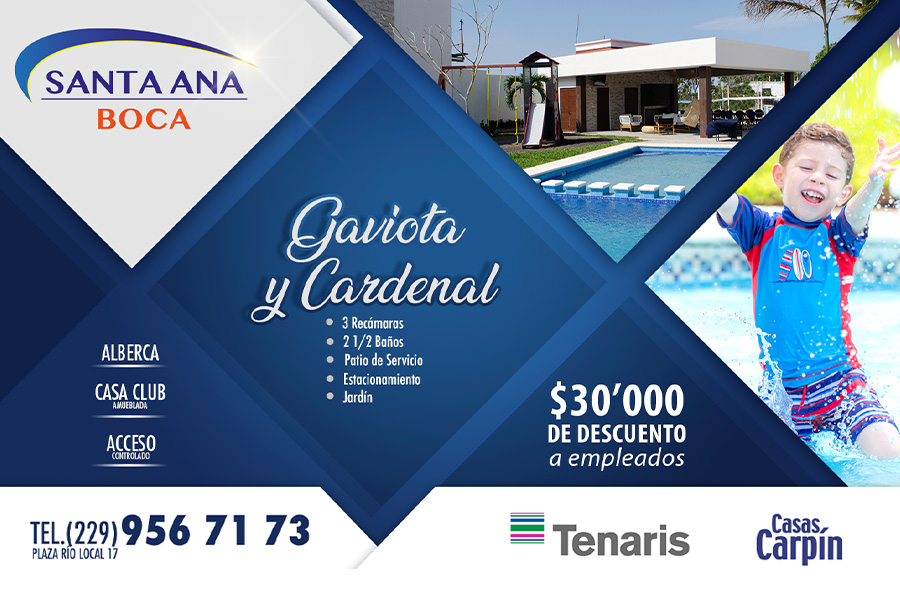 SANTA ANA
BOCA
Gaviota
y Cardenal
3 Recámaras
2 1/2 Baños
Patio de Servicio
Estacionamiento
Jardín
ALBERCA
CASA CLUB
AMUEBLADA
ACCESO
CONTROLADO
$30'000
DE DESCUENTO
a empleados
TEL.(229)956 71 73
PLAZA RÍO LOCAL 17
Tenaris
Casas
Carpín